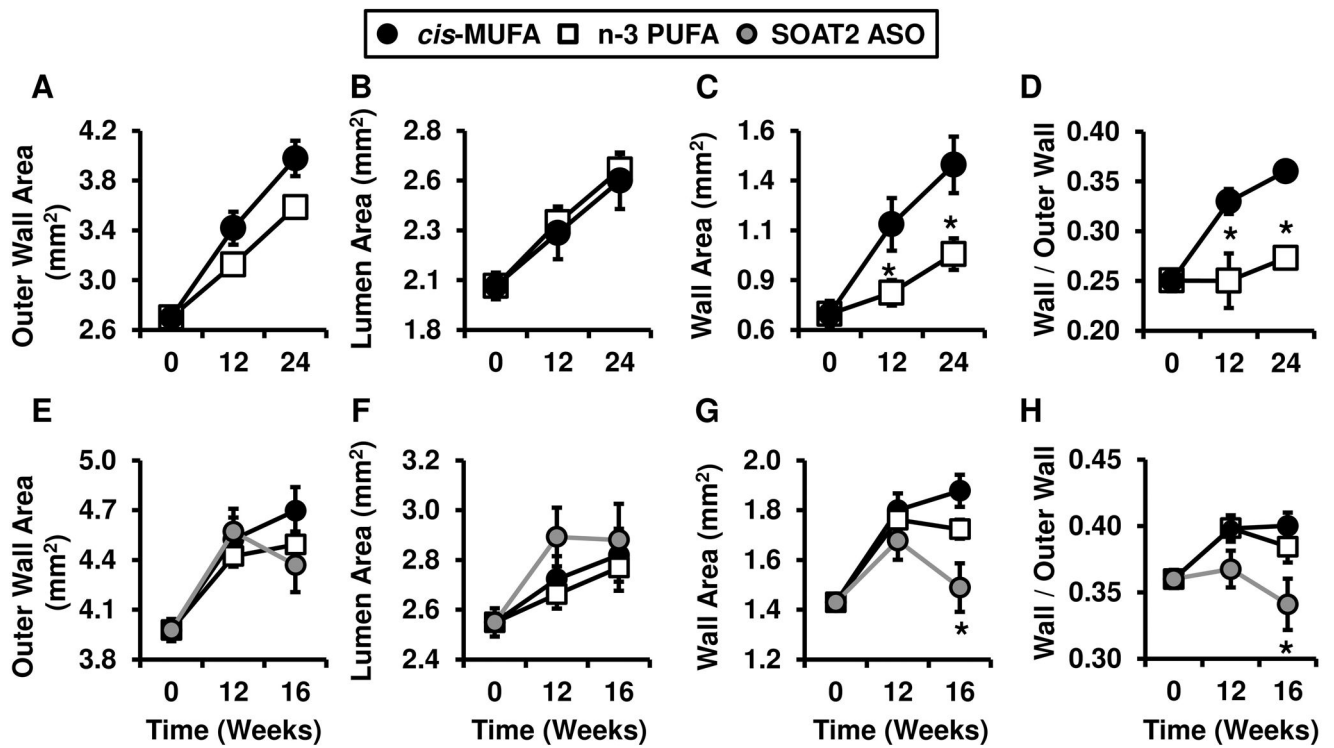 cis-MUFA n-3 PUFA SOAT2 ASO
A
Outer Wall Area
(mm²)
4.2
3.8
3.4
3.0
2.6
0 12 24
B
Lumen Area (mm²)
2.8
2.6
2.3
2.1
1.8
0 12 24
C
Wall Area (mm²)
1.6
1.4
1.1
0.9
0.6
* *
0 12 24
D
Wall / Outer Wall
0.40
0.35
0.30
0.25
0.20
* *
0 12 24
E
Outer Wall Area
(mm²)
5.0
4.7
4.4
4.1
3.8
0 12 16
Time (Weeks)
F
Lumen Area (mm²)
3.2
3.0
2.8
2.6
2.4
0 12 16
Time (Weeks)
G
Wall Area (mm²)
2.0
1.8
1.6
1.4
1.2
*
0 12 16
Time (Weeks)
H
Wall / Outer Wall
0.45
0.40
0.35
0.30
*
0 12 16
Time (Weeks)